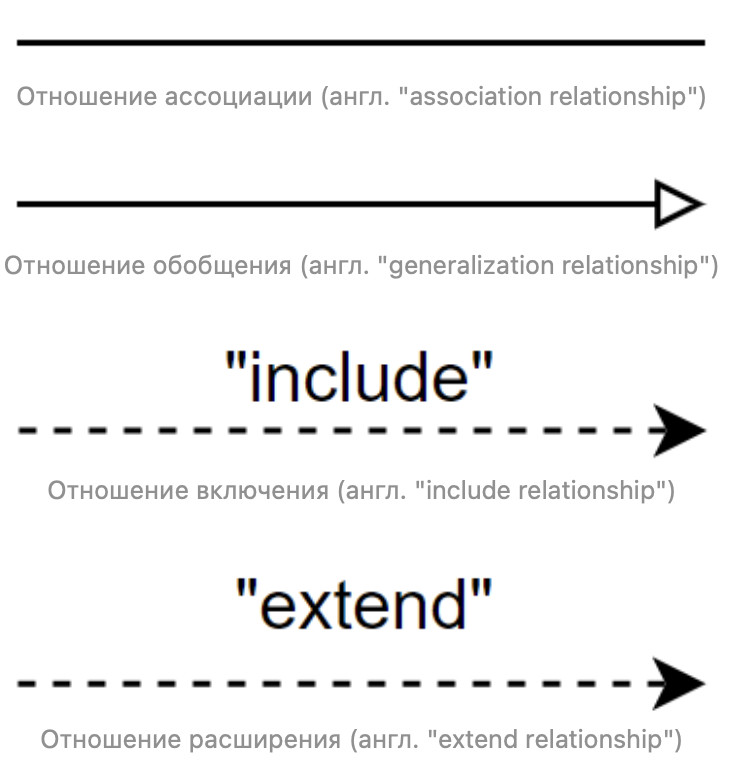 Отношение ассоциации (англ. "association relationship")
Отношение обобщения (англ. "generalization relationship")
"include"
Отношение включения (англ. "include relationship")
"extend"
Отношение расширения (англ. "extend relationship")